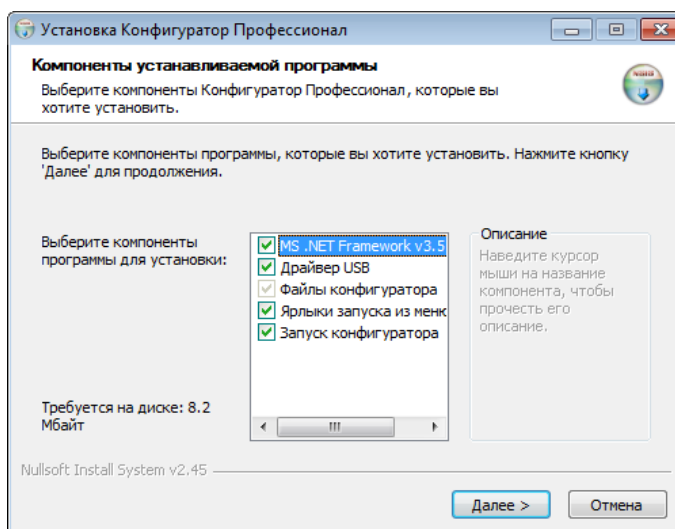 Установка Конфигуратор Профессионал
Компоненты устанавливаемой программы
Выберите компоненты Конфигуратор Профессионал, которые вы
хотите установить.
Выберите компоненты программы, которые вы хотите установить. Нажмите кнопку
'Далее' для продолжения.
Выберите компоненты
программы для установки:
MS .NET Framework v3.5
Драйвер USB
Файлы конфигуратора
Ярлыки запуска из менк
Запуск конфигуратора
Описание
Наведите курсор
мыши на название
компонента, чтобы
прочесть его
описание.
Требуется на диске: 8.2
Мбайт
Nullsoft Install System v2.45
Далее >
Отмена